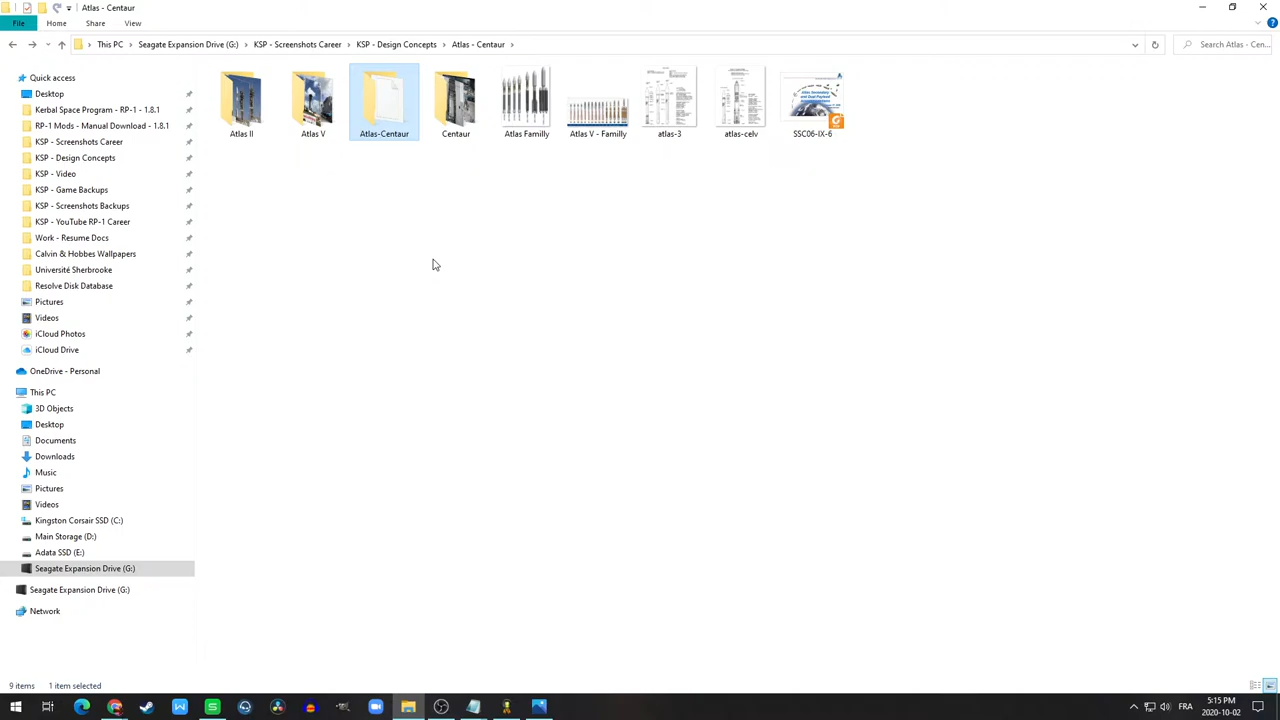 Atlas - Centaur
File
Home
Share
View
This PC
Seagate Expansion Drive (G:)
KSP - Screenshots Career
KSP - Design Concepts
Atlas - Centaur
Search Atlas - Cen...
Quick access
Desktop
Kerbal Space Program - 1.8.1
RP-1 Mods - Manual Download - 1.8.1
KSP - Screenshots Career
KSP - Design Concepts
KSP - Video
KSP - Game Backups
KSP - Screenshots Backups
KSP - YouTube RP-1 Career
Work - Resume Docs
Calvin & Hobbes Wallpapers
Université Sherbrooke
Resolve Disk Database
Pictures
Videos
iCloud Photos
iCloud Drive
OneDrive - Personal
This PC
3D Objects
Desktop
Documents
Downloads
Music
Pictures
Videos
Kingston Corsair SSD (C:)
Main Storage (D:)
Adata SSD (E:)
Seagate Expansion Drive (G:)
Seagate Expansion Drive (G:)
Network
Atlas II
Atlas V
Atlas-Centaur
Centaur
Atlas Familly
Atlas V - Familly
atlas-3
atlas-celv
SSC06-IX-6
Atlas Secondary
and Dual Payload
9 items
1 item selected
FRA
5:15 PM
2020-10-02